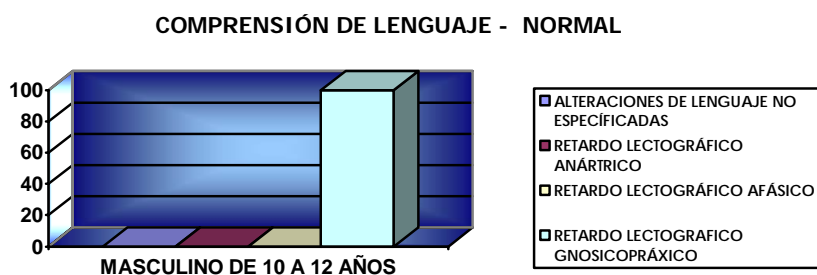 COMPRENSIÓN DE LENGUAJE - NORMAL
100
80
60
40
20
0
MASCULINO DE 10 A 12 AÑOS
ALTERACIONES DE LENGUAJE NO
ESPECÍFICADAS
RETARDO LECTOGRÁFICO
ANÁRTRICO
RETARDO LECTOGRÁFICO AFÁSICO
RETARDO LECTOGRAFICO
GNOSICOPRÁXICO